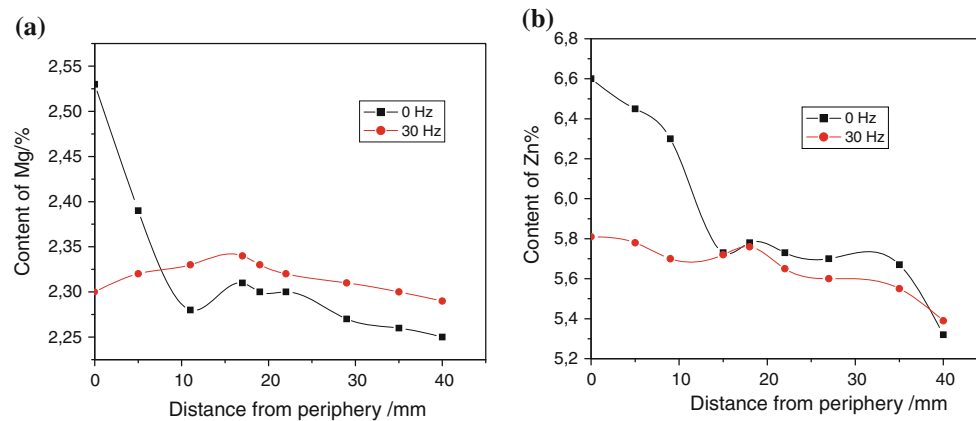 (a)
2,55
2,50
2,45
2,40
2,35
2,30
2,25
Content of Mg/%
0 Hz
30 Hz
0 10 20 30 40
Distance from periphery /mm
(b)
6,8
6,6
6,4
6,2
6,0
5,8
5,6
5,4
5,2
Content of Zn%
0 Hz
30 Hz
0 10 20 30 40
Distance from periphery /mm